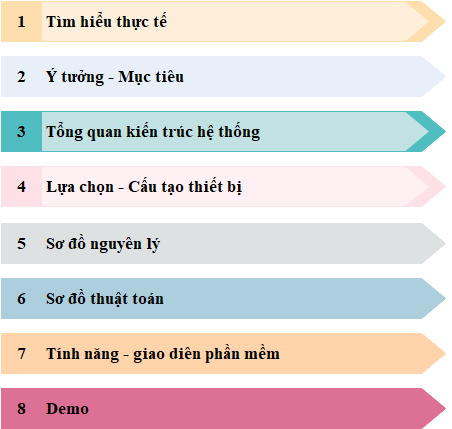 1 Tìm hiểu thực tế
2 Ý tưởng - Mục tiêu
3 Tổng quan kiến trúc hệ thống
4 Lựa chọn - Cấu tạo thiết bị
5 Sơ đồ nguyên lý
6 Sơ đồ thuật toán
7 Tính năng - giao diên phần mềm
8 Demo